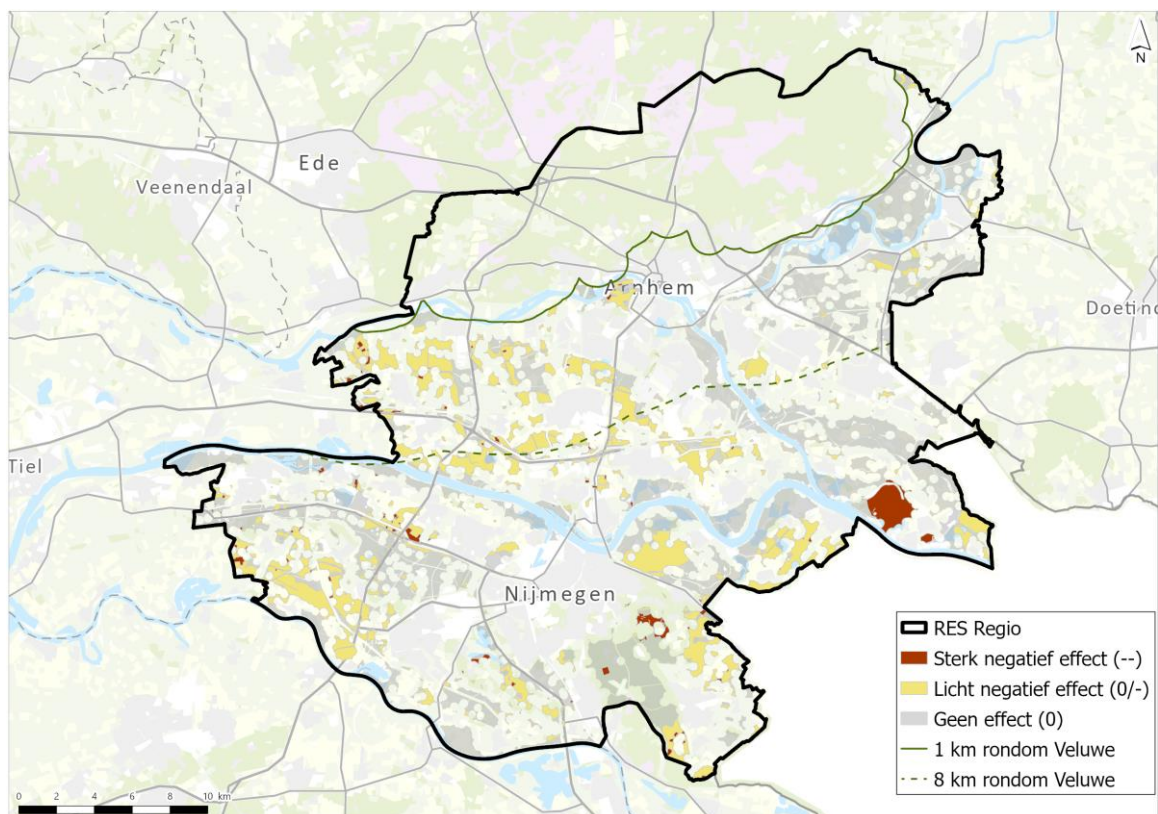 N
Ede
Veenendaal
Arnhem
Doetinc
Tiel
Nijmegen
RES Regio
Sterk negatief effect (--)
Licht negatief effect (0/-)
Geen effect (0)
1 km rondom Veluwe
8 km rondom Veluwe
0 2 4 6 8 10 km